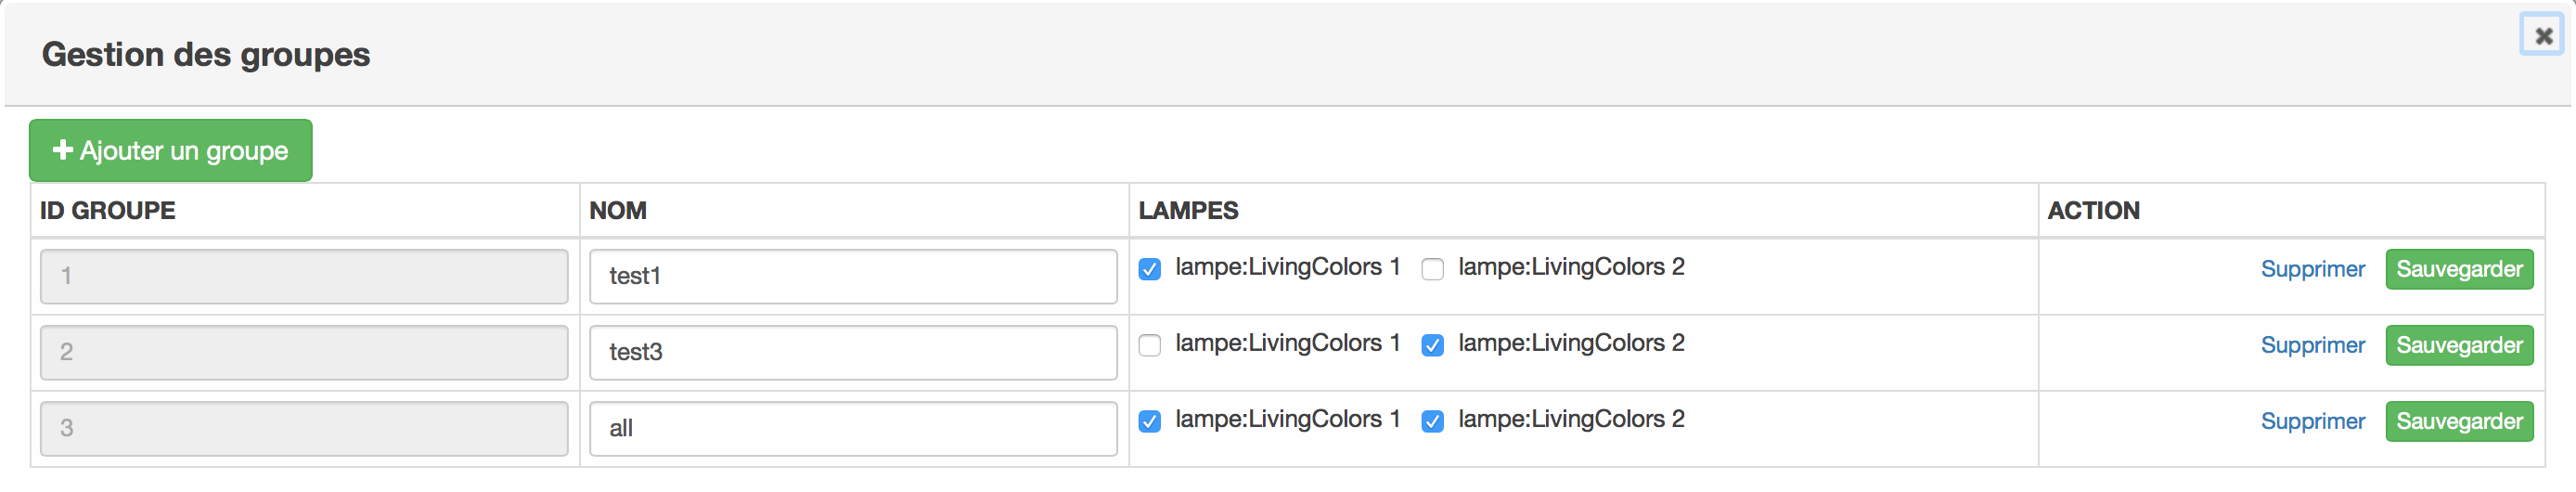 Gestion des groupes
Ajouter un groupe
ID GROUPE NOM LAMPES ACTION
1 test1 lampe:LivingColors 1 lampe:LivingColors 2 Supprimer Sauvegarder
2 test3 lampe:LivingColors 1 lampe:LivingColors 2 Supprimer Sauvegarder
3 all lampe:LivingColors 1 lampe:LivingColors 2 Supprimer Sauvegarder